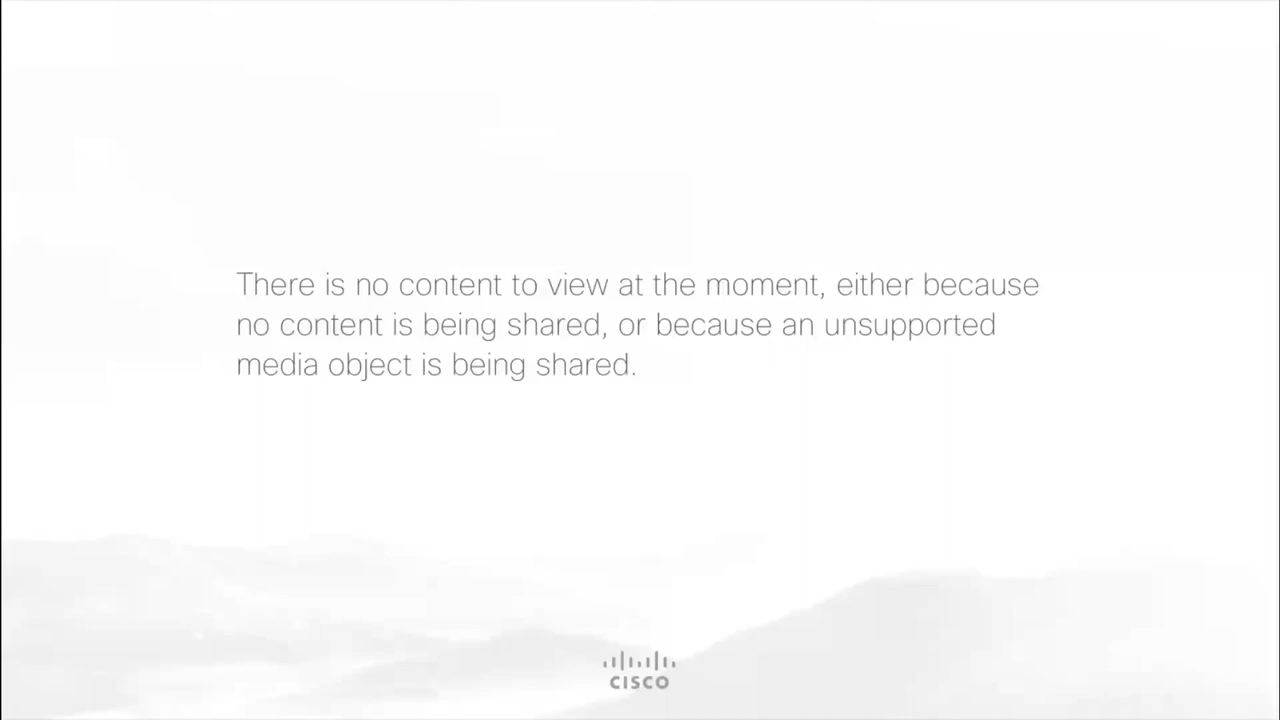 There is no content to view at the moment, either because
no content is being shared, or because an unsupported
media object is being shared.
CISCO